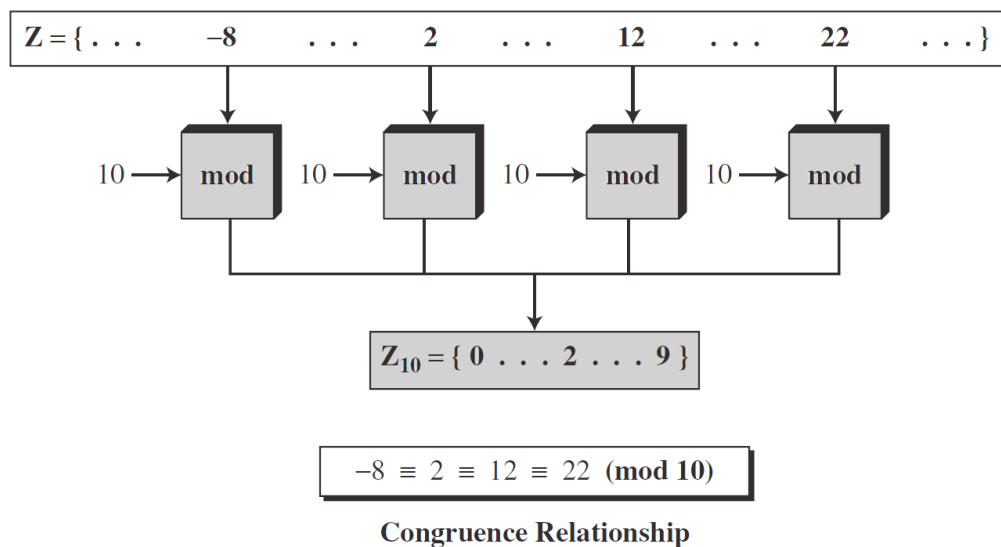 Z = { . . . −8 . . . 2 . . . 12 . . . 22 . . . }
10 mod 10 mod 10 mod 10 mod
Z₁₀ = { 0 . . . 2 . . . 9 }
−8 ≡ 2 ≡ 12 ≡ 22 (mod 10)
Congruence Relationship